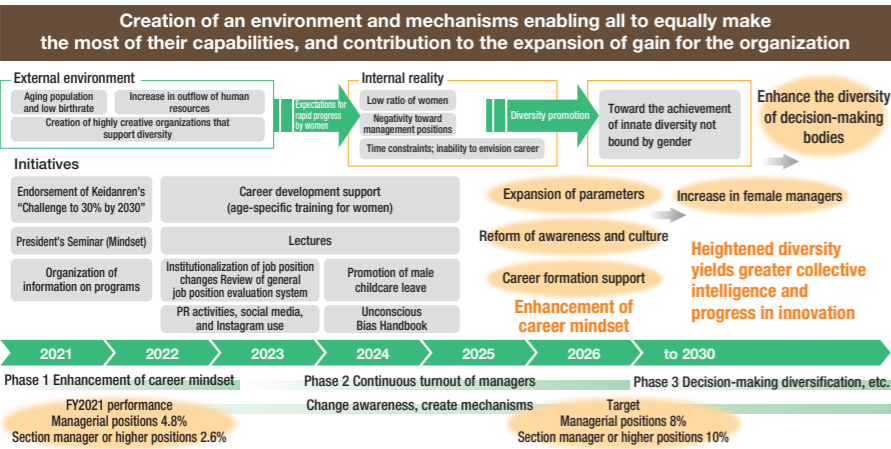 Creation of an environment and mechanisms enabling all to equally make
the most of their capabilities, and contribution to the expansion of gain for the organization
External environment
Aging population
and low birthrate
Increase in outflow of human
resources
Creation of highly creative organizations that
support diversity
Expectations for
rapid progress
by women
Internal reality
Low ratio of women
Negativity toward
management positions
Time constraints; inability to envision career
Diversity promotion
Toward the achievement
of innate diversity not
bound by gender
Enhance the diversity
of decision-making
bodies
Initiatives
Endorsement of Keidanren's
“Challenge to 30% by 2030”
Career development support
(age-specific training for women)
President's Seminar (Mindset)
Lectures
Organization of
information on programs
Institutionalization of job position
changes Review of general
job position evaluation system
Promotion of male
childcare leave
PR activities, social media,
and Instagram use
Unconscious
Bias Handbook
Expansion of parameters
Reform of awareness and culture
Career formation support
Enhancement of
career mindset
Increase in female managers
Heightened diversity
yields greater collective
intelligence and
progress in innovation
2021
2022
2023
2024
2025
2026
to 2030
Phase 1 Enhancement of career mindset
Phase 2 Continuous turnout of managers
Phase 3 Decision-making diversification, etc.
FY2021 performance
Managerial positions 4.8%
Section manager or higher positions 2.6%
Change awareness, create mechanisms
Target
Managerial positions 8%
Section manager or higher positions 10%